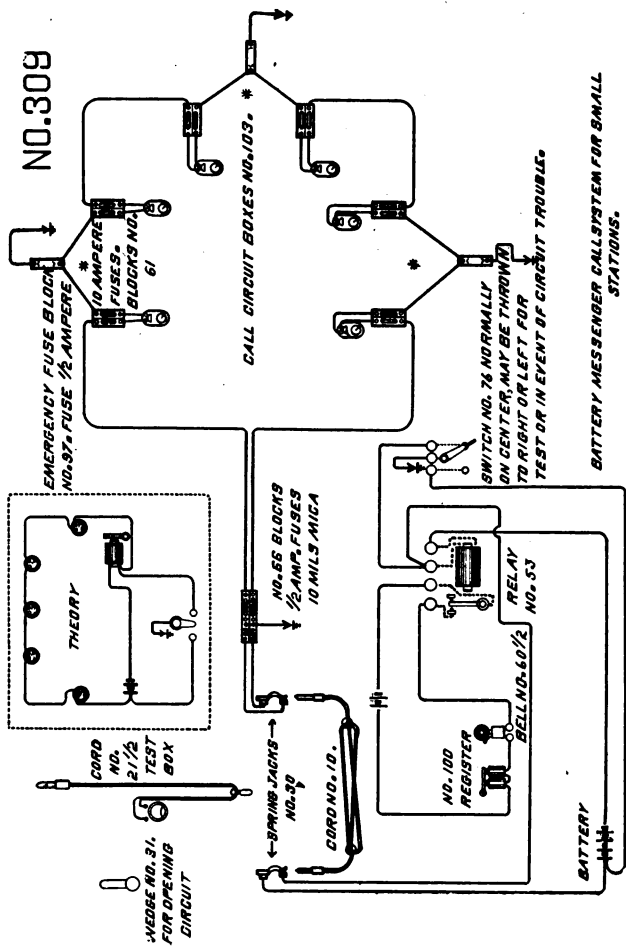 NO.309
EMERGENCY FUSE BLOCK
NO.97. FUSE 1/2 AMPERE
10 AMPERE
FUSES.
BLOCKS NO.
61
CALL CIRCUIT BOXES NO.103.
*
*
*
THEORY
CORD
NO.
21 1/2
TEST
BOX
WEDGE NO.31.
FOR OPENING
CIRCUIT
NO.66 BLOCKS
1/2 AMP. FUSES
10 MILS MICA
←SPRING JACKS→
NO.30
CORD NO.10.
SWITCH NO.76 NORMALLY
ON CENTER, MAY BE THROWN
TO RIGHT OR LEFT FOR
TEST OR IN EVENT OF CIRCUIT TROUBLE.
RELAY
NO.53
BELL NO.60 1/2
NO.100
REGISTER
BATTERY
BATTERY MESSENGER CALL SYSTEM FOR SMALL
STATIONS.